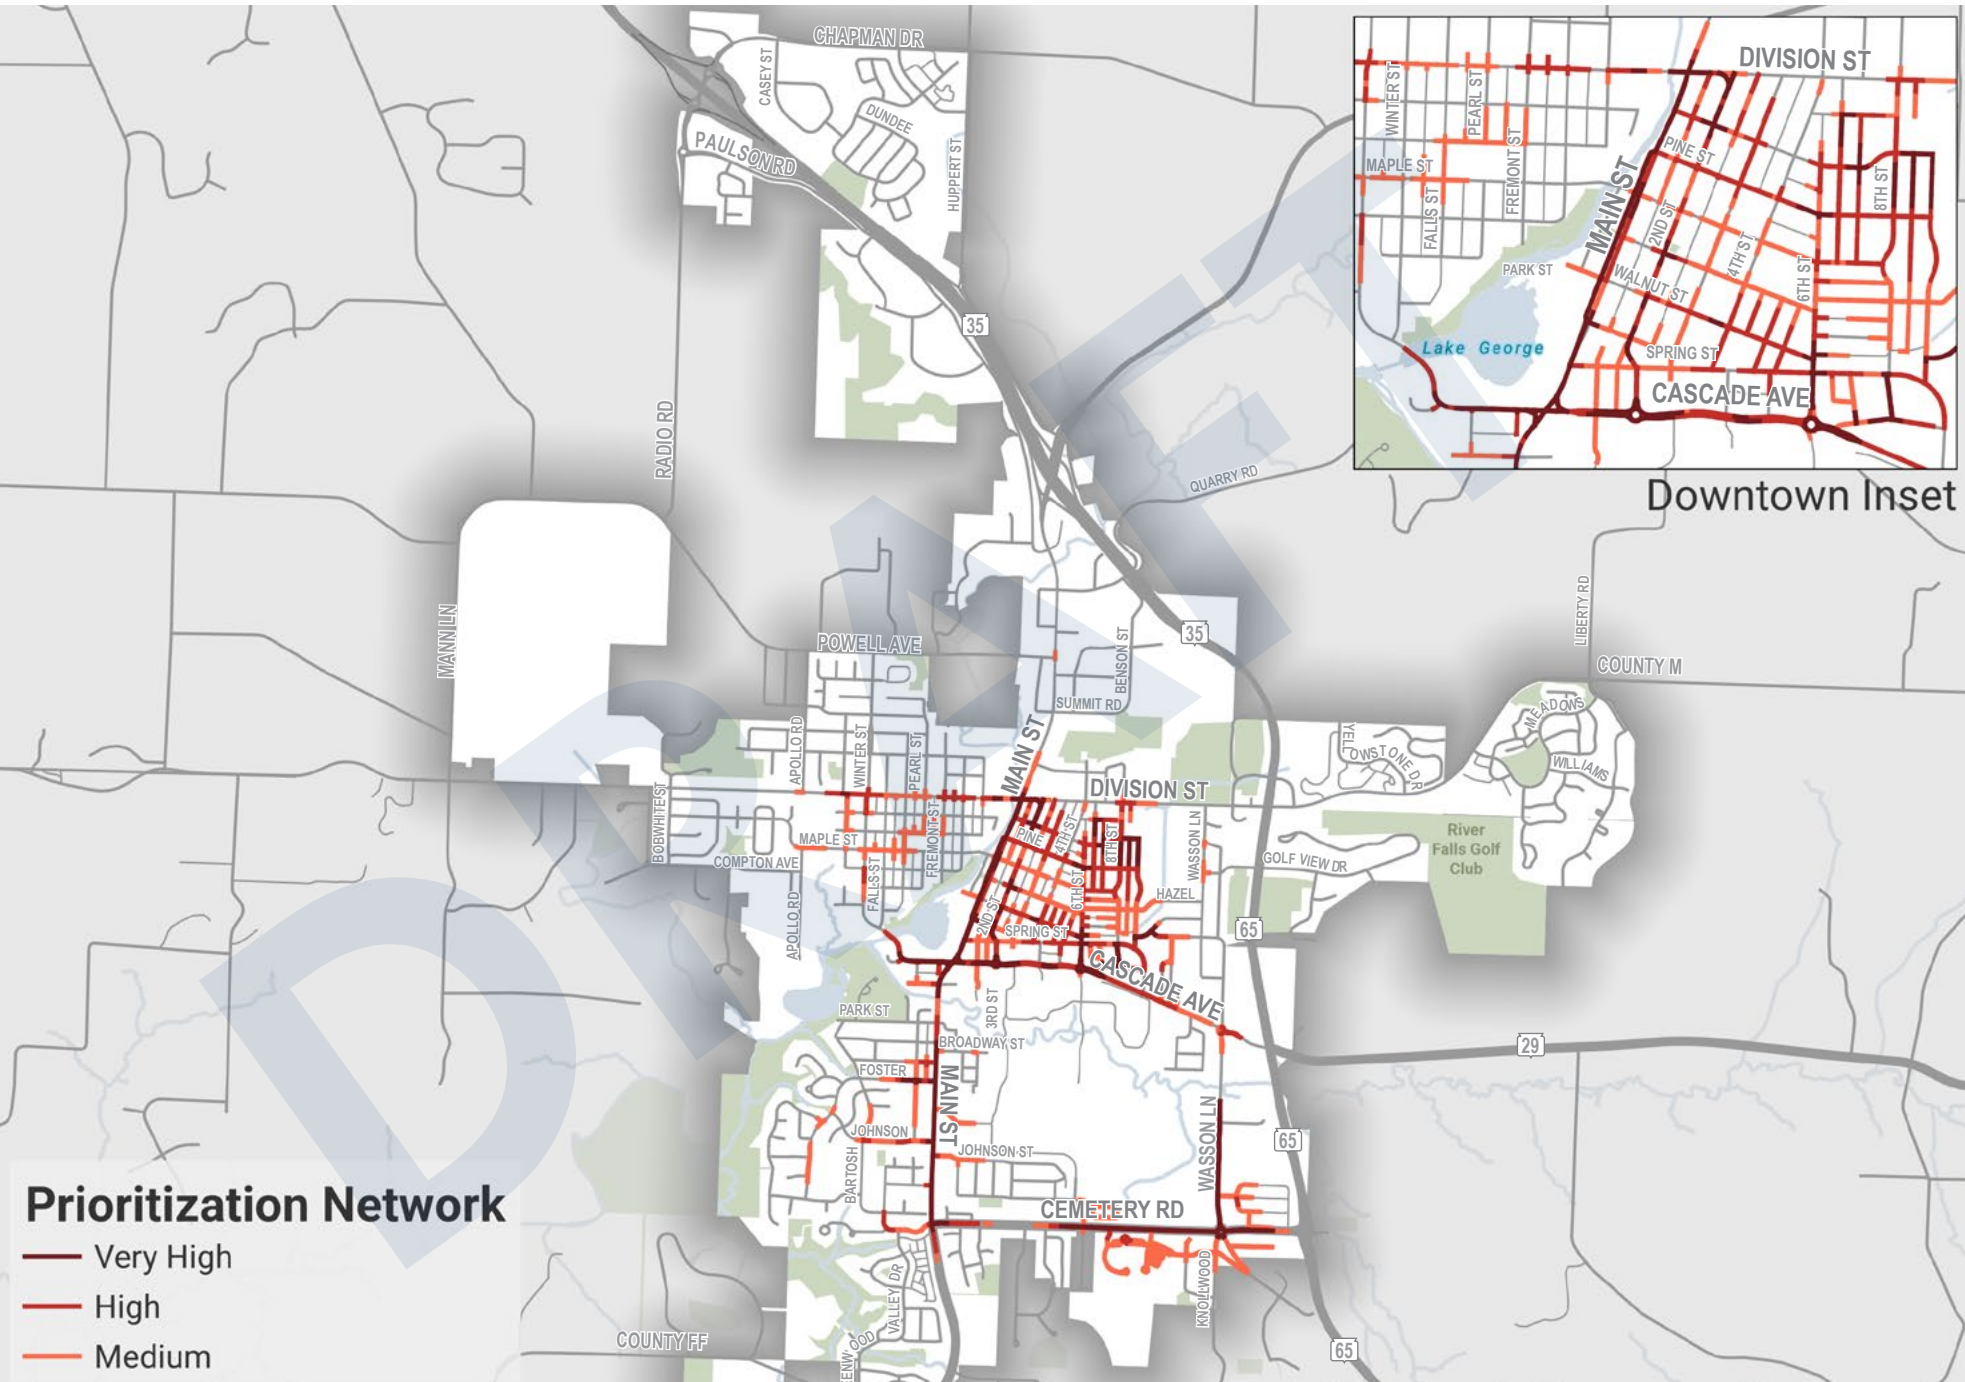 CHAPMAN DR
CASEY ST
DUNDEE
PAULSON RD
HUPPERT ST
35
RADIO RD
QUARRY RD
DIVISION ST
WINTER ST
PEARL ST
FREMONT ST
MAPLE ST
FALLS ST
PINE ST
MAIN ST
8TH ST
2ND ST
4TH ST
PARK ST
WALNUT ST
6TH ST
Lake George
SPRING ST
CASCADE AVE
Downtown Inset
MANN LN
POWELL AVE
BENSON ST
35
LIBERTY RD
COUNTY M
SUMMIT RD
MEADOWS
WILLIAMS
YELLOWSTONE DR
APOLLO RD
WINTER ST
PEARL ST
MAIN ST
DIVISION ST
BOBWHITE ST
MAPLE ST
COMPTON AVE
FREMONT ST
PINE
4TH ST
8TH ST
WASSON LN
GOLF VIEW DR
River
Falls Golf
Club
FALLS ST
APOLLO RD
2ND ST
6TH ST
HAZEL
SPRING ST
65
CASCADE AVE
PARK ST
3RD ST
BROADWAY ST
29
FOSTER
MAIN ST
JOHNSON
JOHNSON ST
WASSON LN
65
BARTOSH
CEMETERY RD
KNOLLWOOD
VALLEY DR
COUNTY FF
65
DRAFT
Prioritization Network
Very High
High
Medium